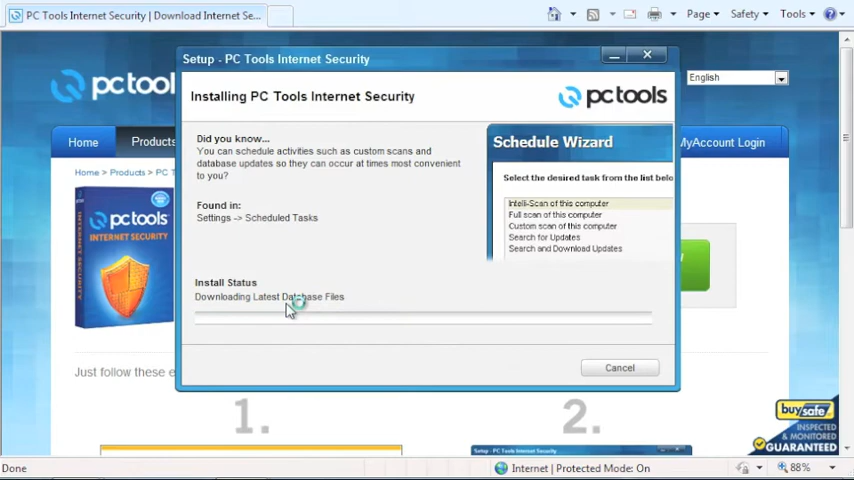 PC Tools Internet Security | Download Internet Se...
Page
Safety
Tools
pctools
English
Home
Products
MyAccount Login
Home > Products > PC T
pctools
INTERNET SECURITY
Setup - PC Tools Internet Security
Installing PC Tools Internet Security
pctools
Did you know...
You can schedule activities such as custom scans and
database updates so they can occur at times most convenient
to you?
Found in:
Settings -> Scheduled Tasks
Schedule Wizard
Select the desired task from the list belo
Intelli-Scan of this computer
Full scan of this computer
Custom scan of this computer
Search for Updates
Search and Download Updates
Install Status
Downloading Latest Database Files
Cancel
Just follow these e
1.
2.
PC Tools Internet Security
buySAFE
INSPECTED
& MONITORED
GUARANTEED
Done
Internet | Protected Mode: On
88%